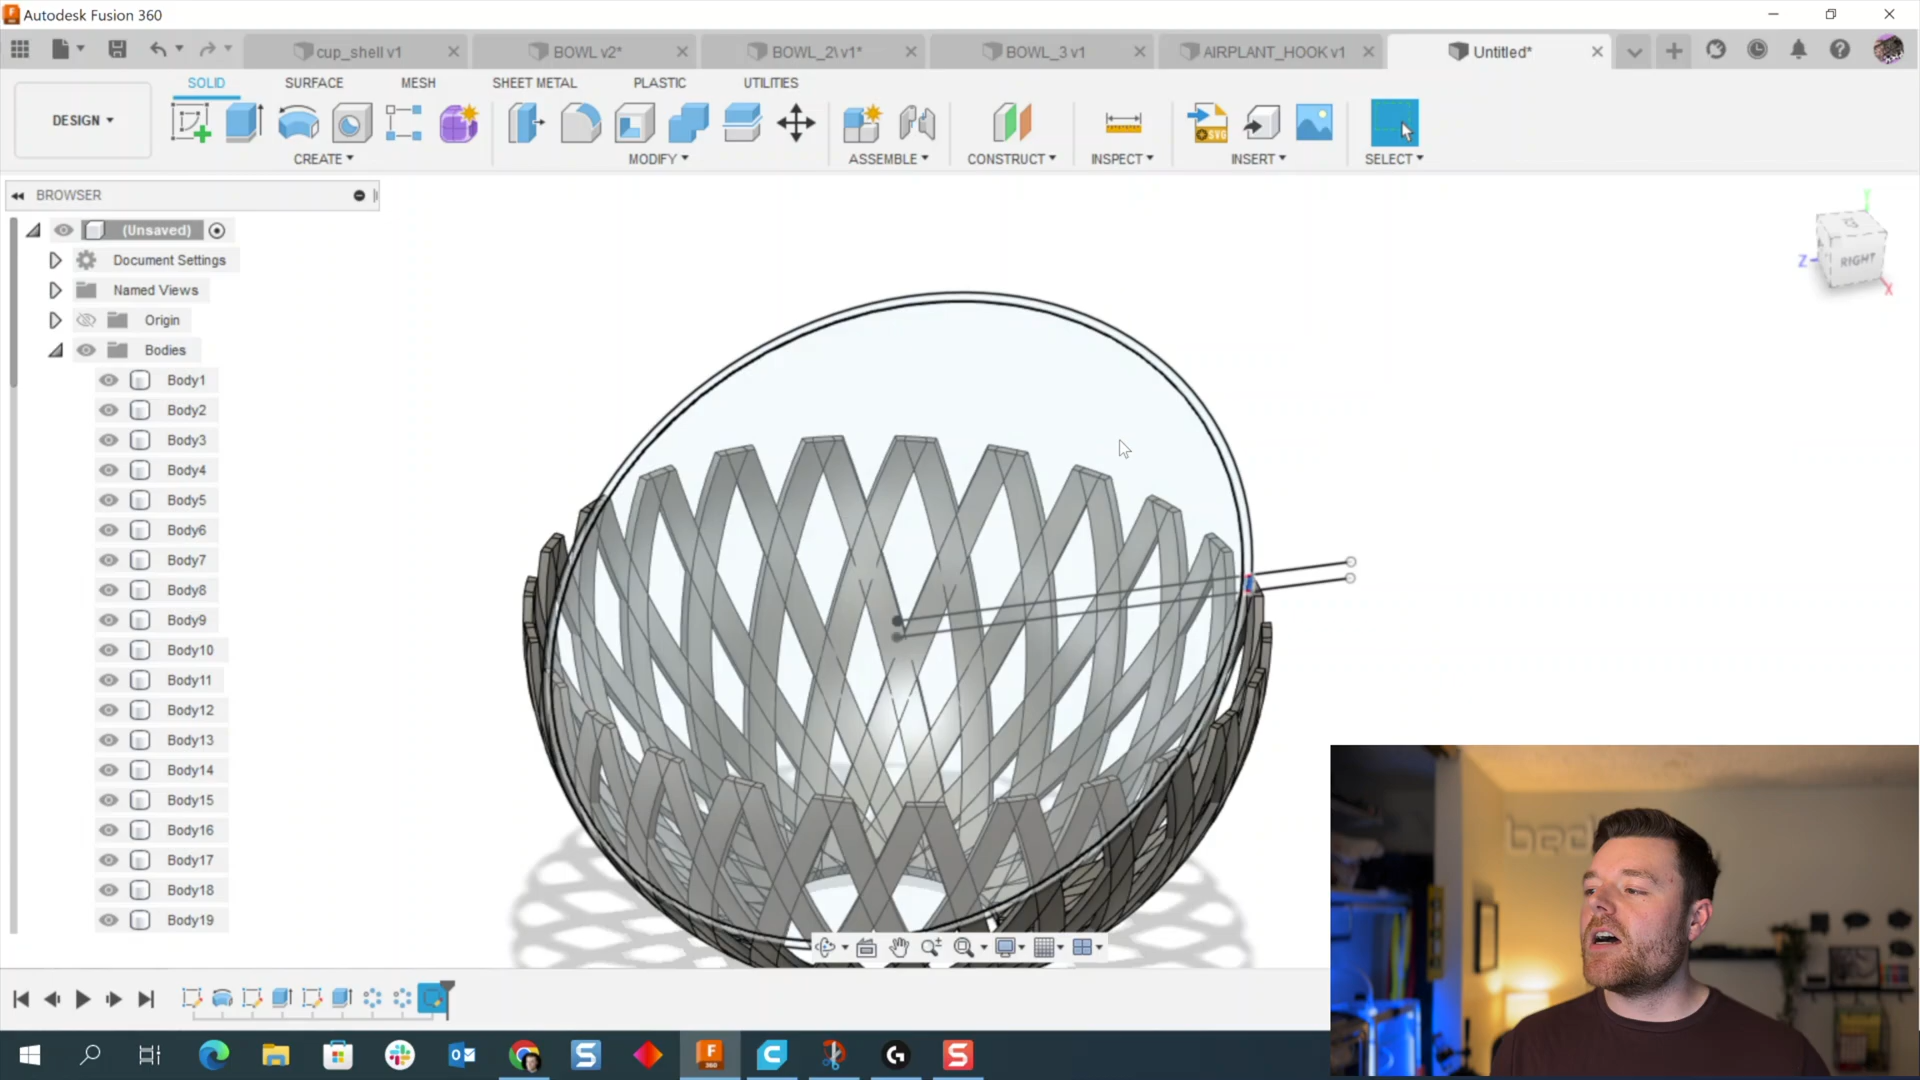 Autodesk Fusion 360
cup_shell v1
BOWL v2*
BOWL_2\ v1*
BOWL_3 v1
AIRPLANT_HOOK v1
Untitled*
SOLID
SURFACE
MESH
SHEET METAL
PLASTIC
UTILITIES
DESIGN
SVG
CREATE
MODIFY
ASSEMBLE
CONSTRUCT
INSPECT
INSERT
SELECT
BROWSER
(Unsaved)
Document Settings
Named Views
Origin
Bodies
Body1
Body2
Body3
Body4
Body5
Body6
Body7
Body8
Body9
Body10
Body11
Body12
Body13
Body14
Body15
Body16
Body17
Body18
Body19
Y
Z
RIGHT
X